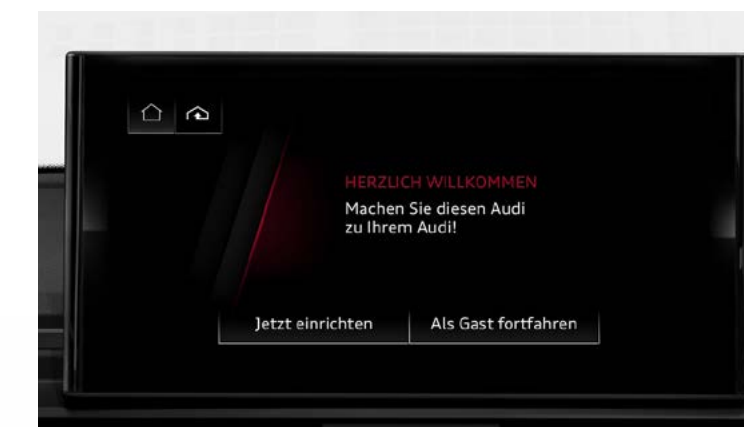 HERZLICH WILLKOMMEN
Machen Sie diesen Audi
zu Ihrem Audi!
Jetzt einrichten
Als Gast fortfahren